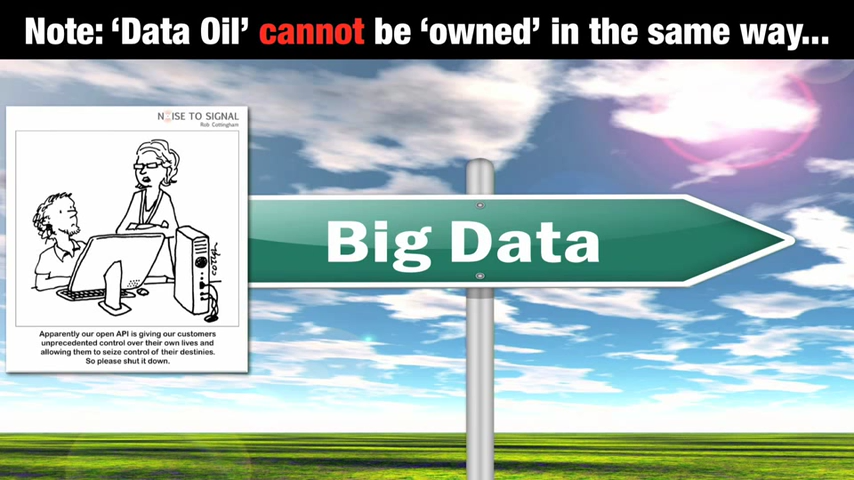 Note: ‘Data Oil’ cannot be ‘owned’ in the same way...
NOISE TO SIGNAL
Rob Cottingham
Big Data
COTTGM
Apparently our open API is giving our customers
unprecedented control over their own lives and
allowing them to seize control of their destinies.
So please shut it down.